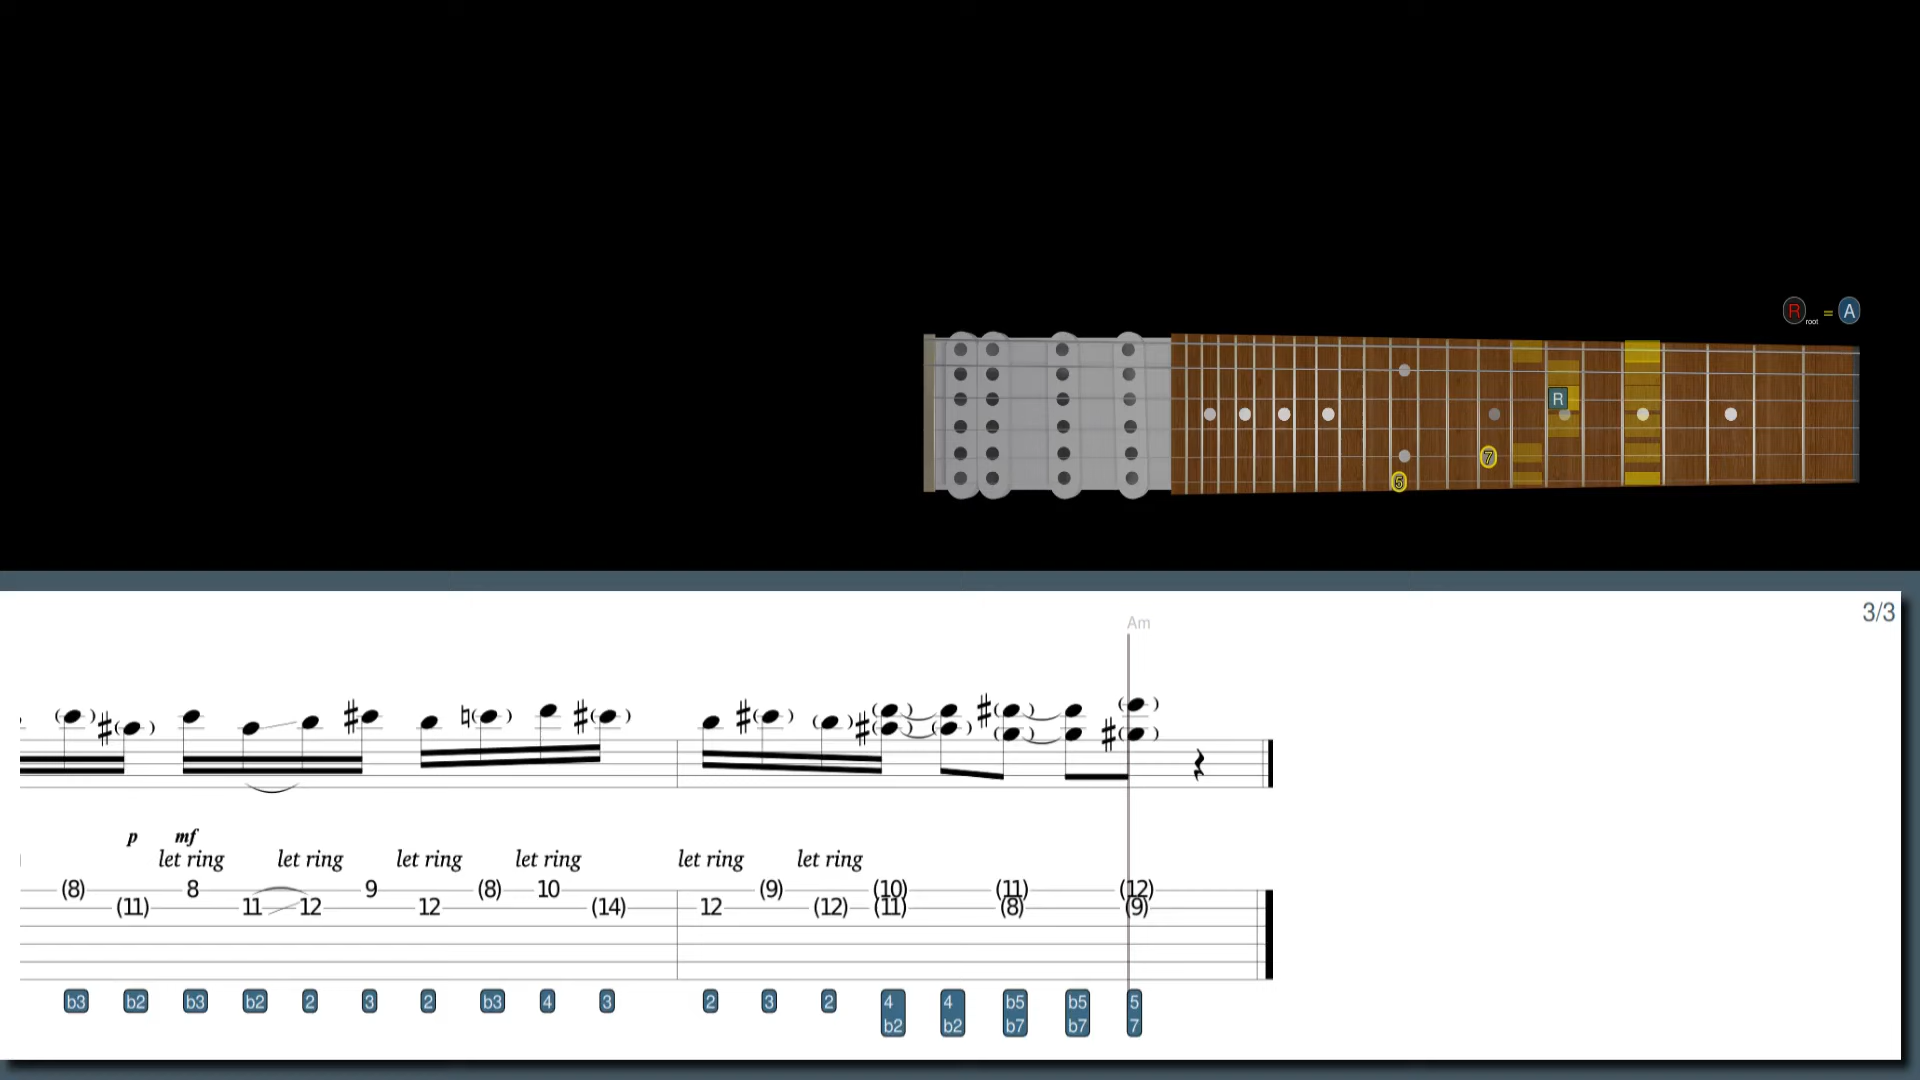 R root = A
R
7
5
3/3
Am
p mf
let ring let ring let ring let ring let ring let ring
(8) 8 9 (8) 10 (9) (10) (11) (12)
(11) 11 12 12 (14) 12 (12) (11) (8) (9)
b3 b2 b3 b2 2 3 2 b3 4 3 2 3 2 4 4 b5 b5 5
b2 b2 b7 b7 7